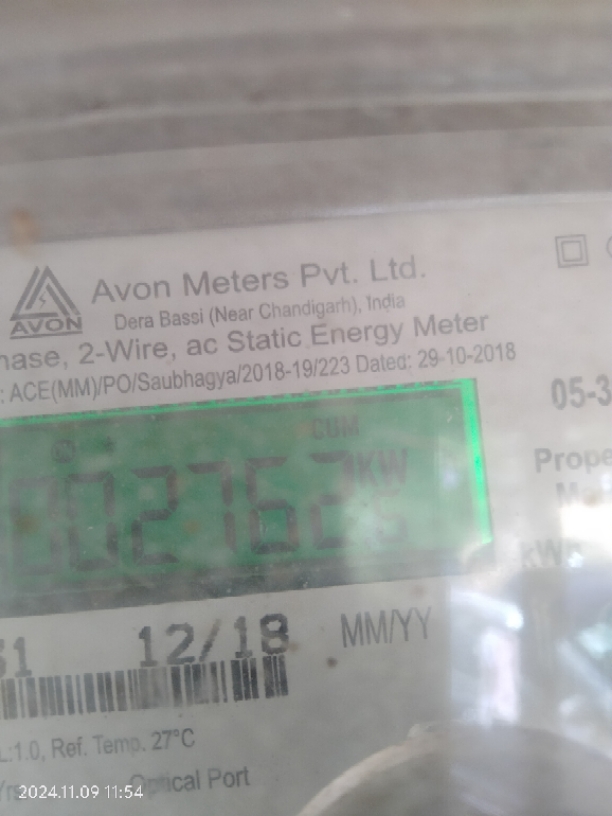 Avon Meters Pvt. Ltd.
AVON
Dera Bassi (Near Chandigarh), India
hase, 2-Wire, ac Static Energy Meter
: ACE(MM)/PO/Saubhagya/2018-19/223 Dated: 29-10-2018
05-3
CUM
002762
KW
Prope
31 12/18 MM/YY
L:1.0, Ref. Temp. 27°C
Optical Port
2024.11.09 11:54